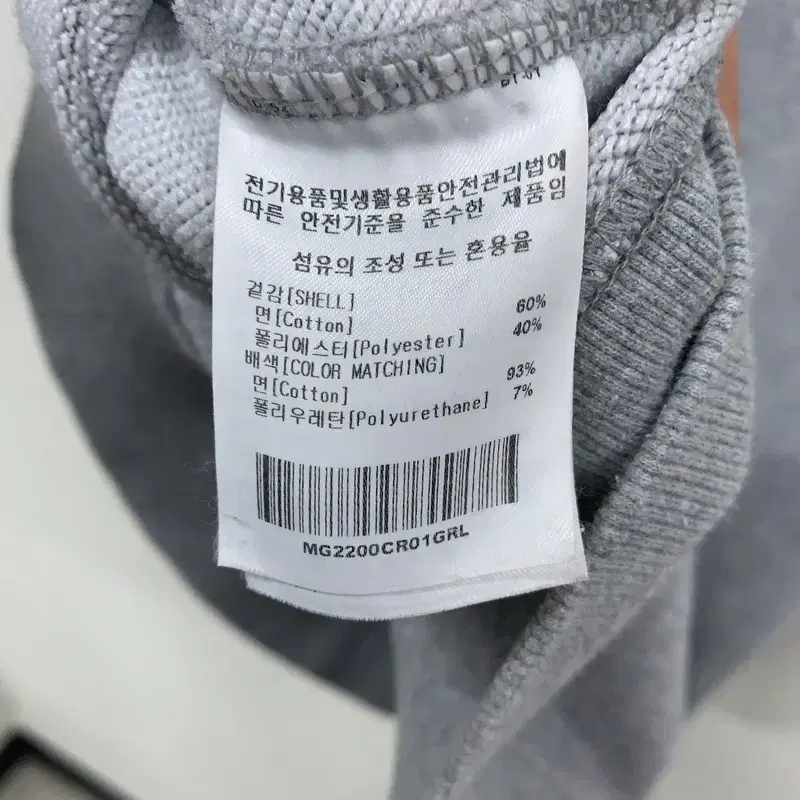 전기용품및생활용품안전관리법에
따른 안전기준을 준수한 제품임
섬유의 조성 또는 혼용율
겉감[SHELL]
면[Cotton] 60%
폴리에스터[Polyester] 40%
배색[COLOR MATCHING]
면[Cotton] 93%
폴리우레탄[Polyurethane] 7%
MG2200CR01GRL